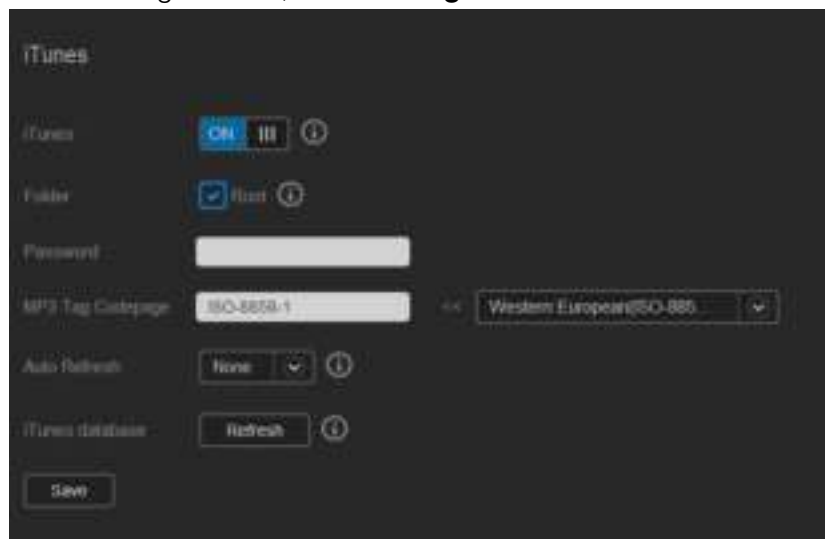 iTunes
iTunes ON
Folder Root
Password
MP3 Tag Codepage ISO-8859-1 << Western European(ISO-885
Auto Refresh None
iTunes database Refresh
Save